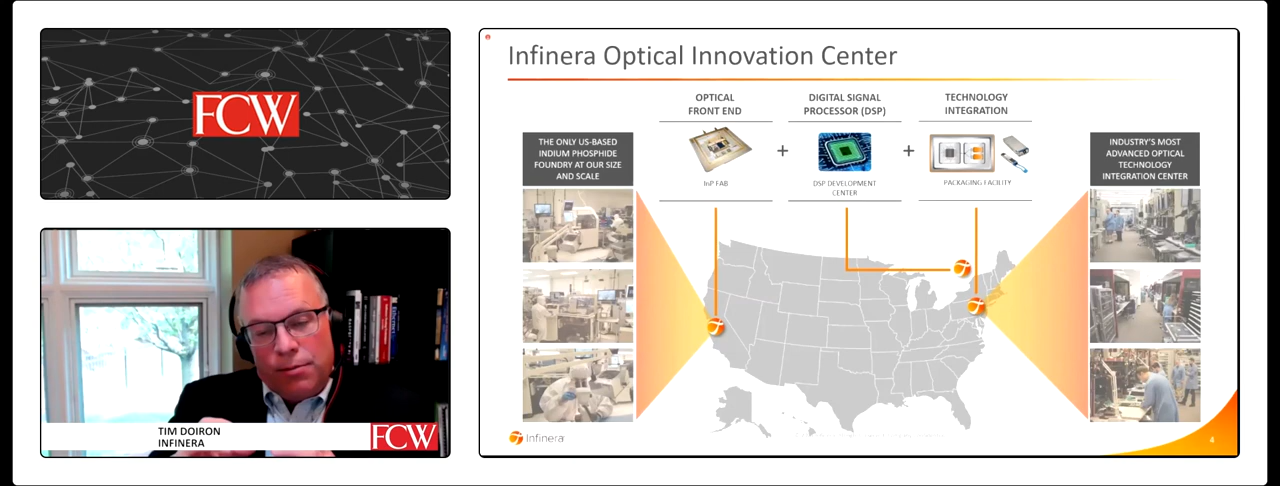 FCW
TIM DOIRON
INFINERA
FCW
Infinera Optical Innovation Center
OPTICAL
FRONT END
DIGITAL SIGNAL
PROCESSOR (DSP)
TECHNOLOGY
INTEGRATION
THE ONLY US-BASED
INDIUM PHOSPHIDE
FOUNDRY AT OUR SIZE
AND SCALE
+
+
INDUSTRY'S MOST
ADVANCED OPTICAL
TECHNOLOGY
INTEGRATION CENTER
InP FAB
DSP DEVELOPMENT
CENTER
PACKAGING FACILITY
Infinera
4